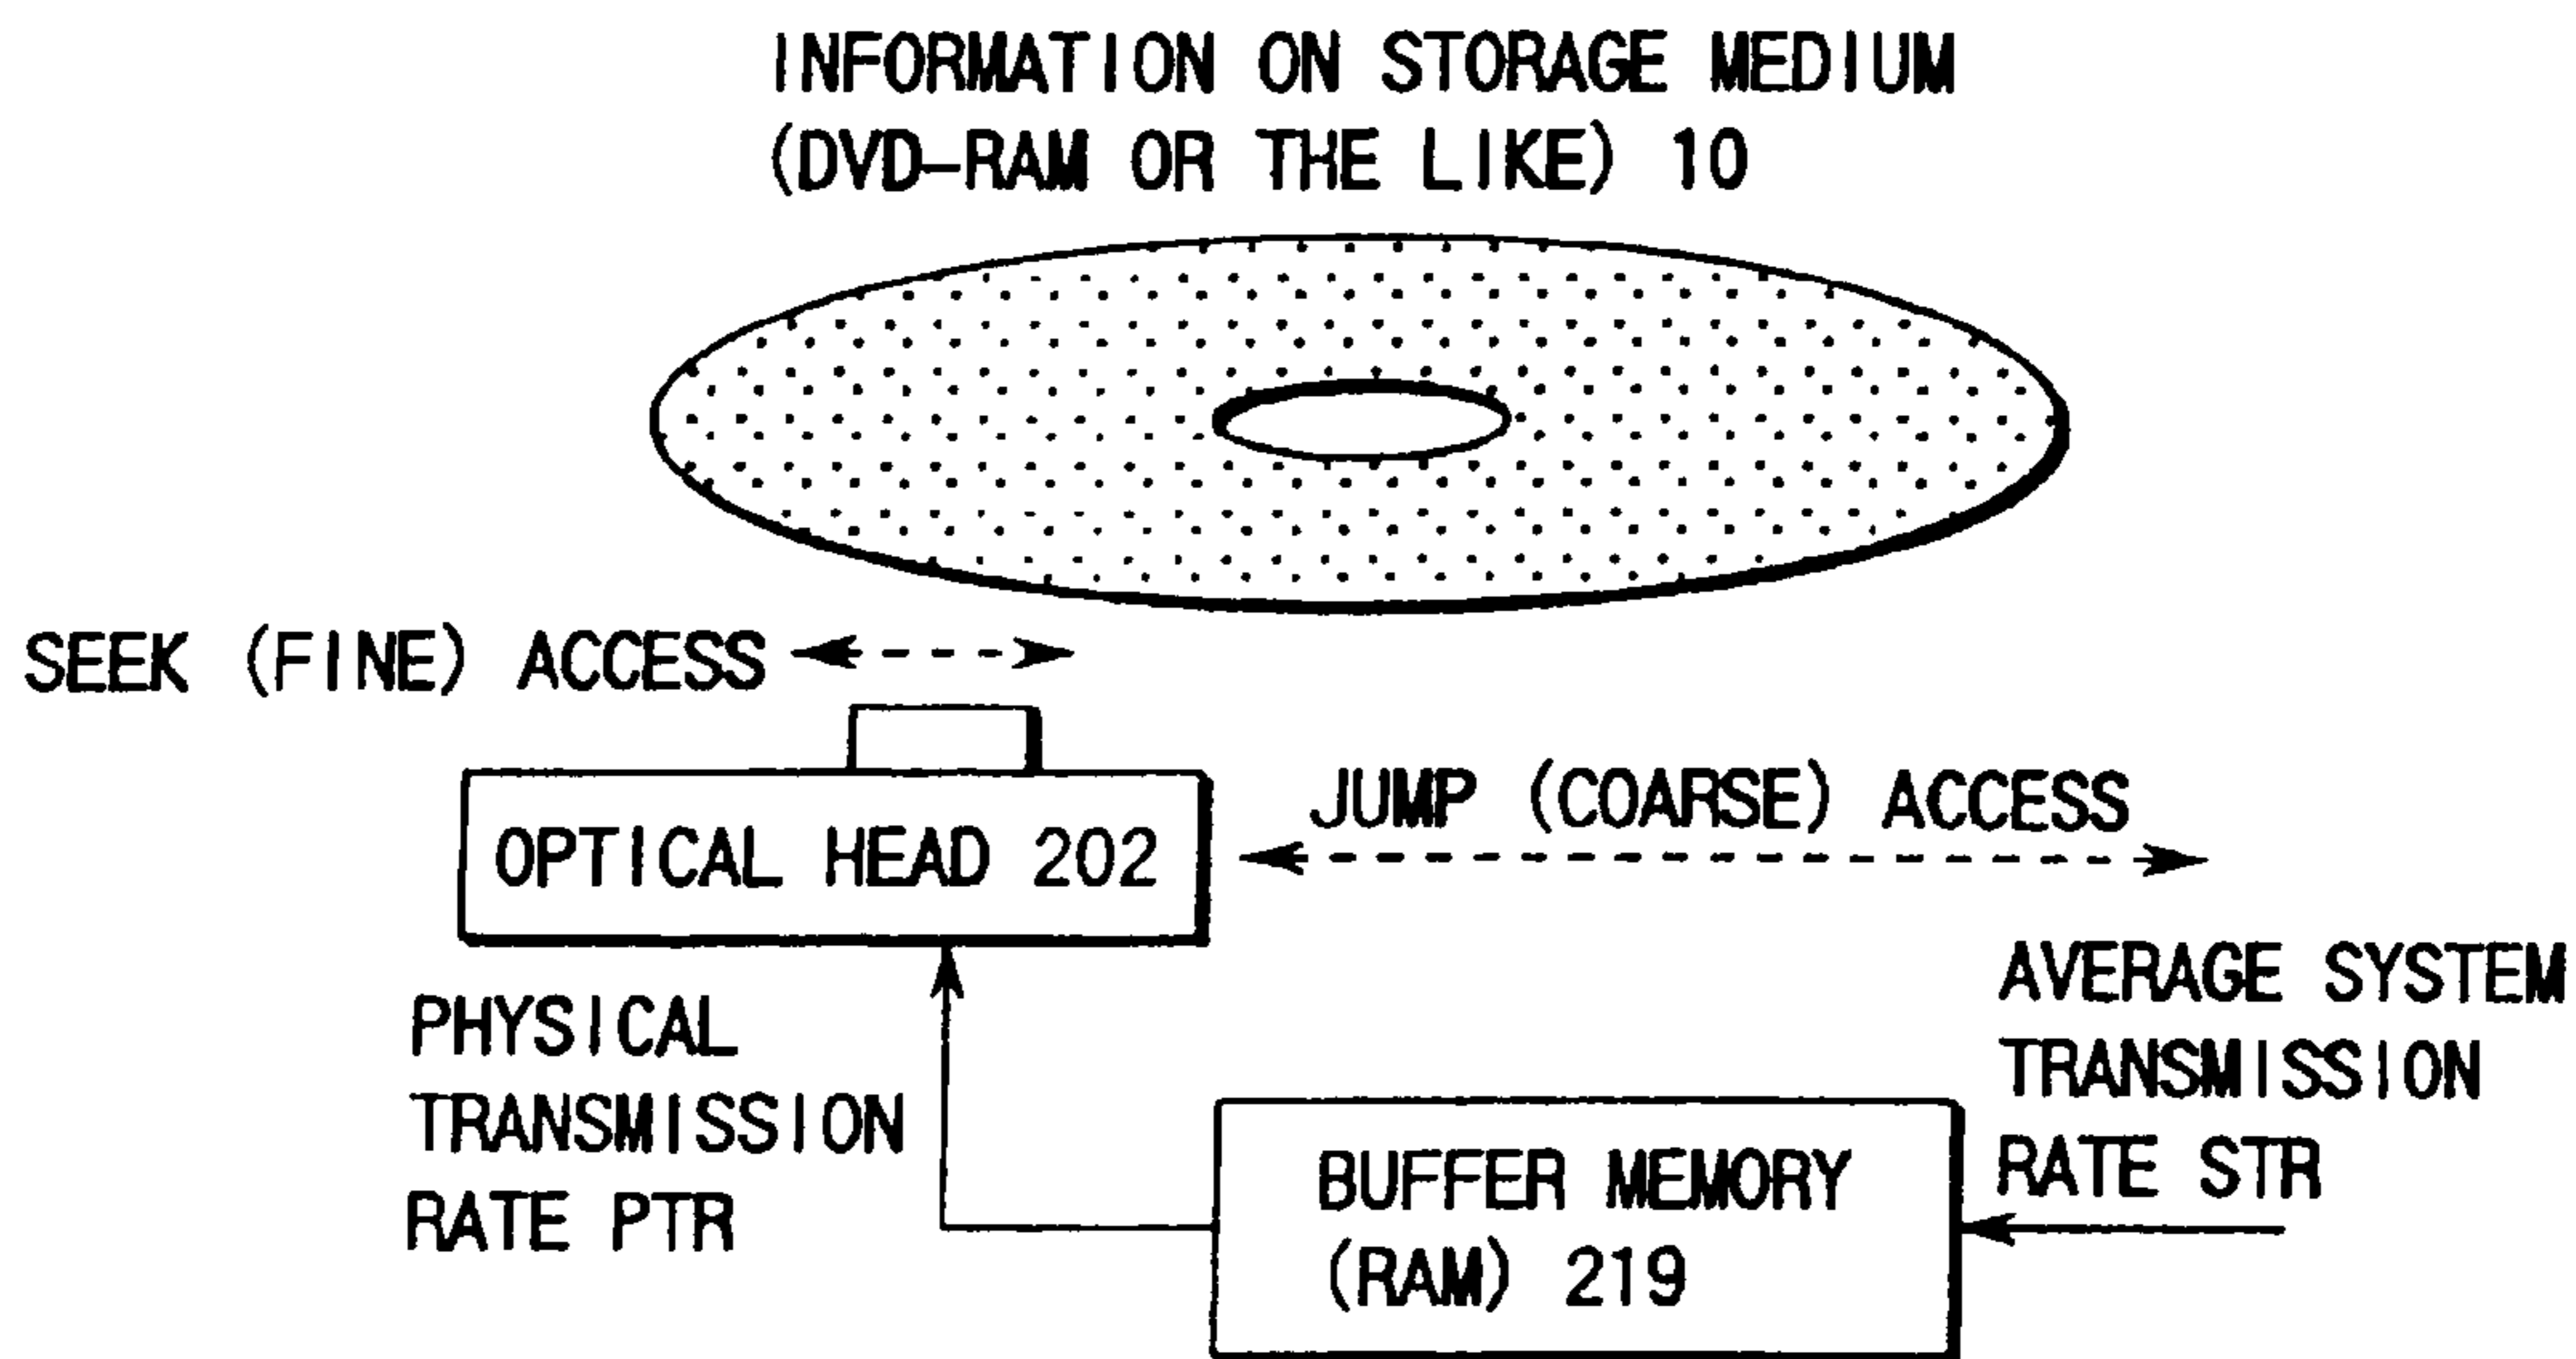 INFORMATION ON STORAGE MEDIUM
(DVD-RAM OR THE LIKE) 10
SEEK (FINE) ACCESS
OPTICAL HEAD 202
JUMP (COARSE) ACCESS
PHYSICAL
TRANSMISSION
RATE PTR
AVERAGE SYSTEM
TRANSMISSION
RATE STR
BUFFER MEMORY
(RAM) 219